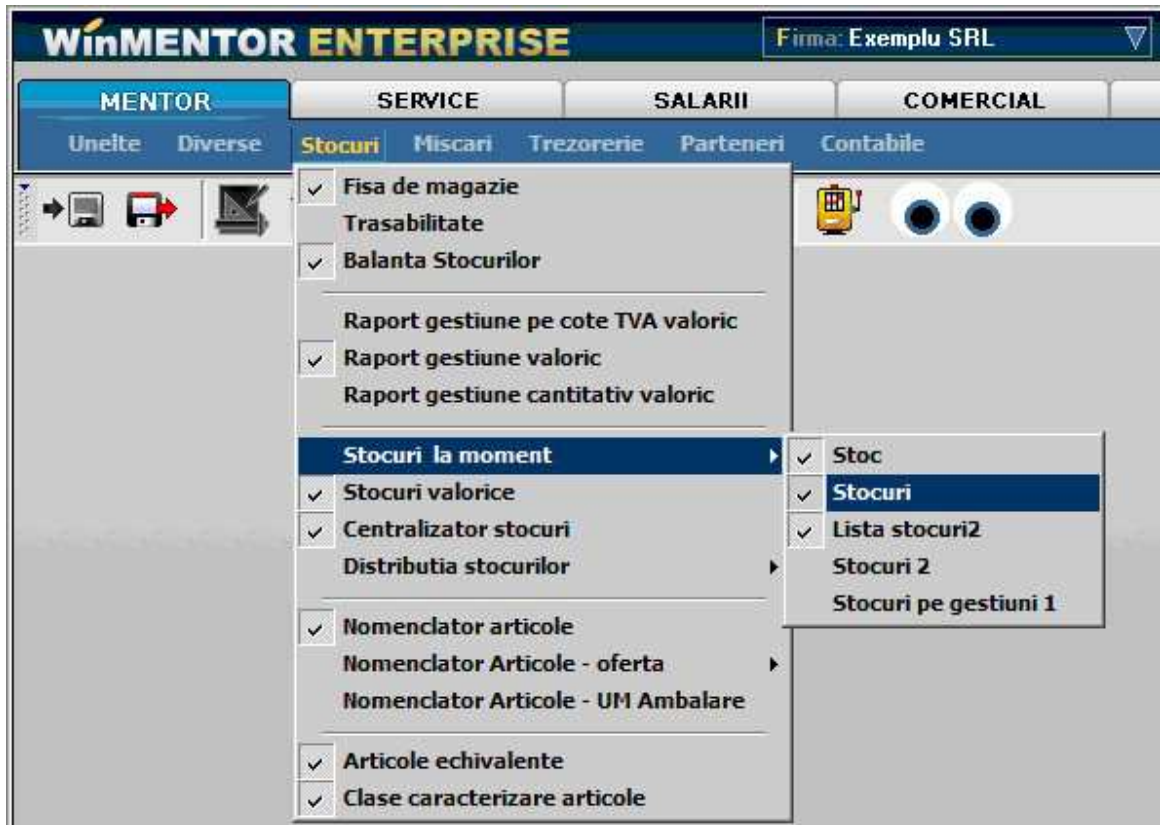 WinMENTOR ENTERPRISE
Firma: Exemplu SRL
MENTOR SERVICE SALARII COMERCIAL
Unelte Diverse Stocuri Miscari Trezorerie Parteneri Contabile
Fisa de magazie
Trasabilitate
Balanta Stocurilor
Raport gestiune pe cote TVA valoric
Raport gestiune valoric
Raport gestiune cantitativ valoric
Stocuri la moment
Stocuri valorice
Centralizator stocuri
Distributia stocurilor
Nomenclator articole
Nomenclator Articole - oferta
Nomenclator Articole - UM Ambalare
Articole echivalente
Clase caracterizare articole
Stoc
Stocuri
Lista stocuri2
Stocuri 2
Stocuri pe gestiuni 1